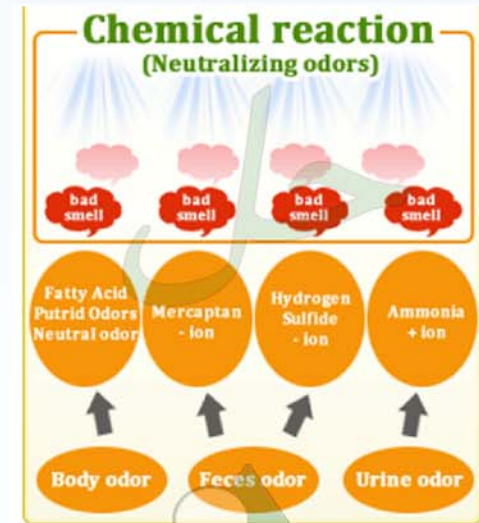 Chemical reaction
(Neutralizing odors)
bad
smell
bad
smell
bad
smell
bad
smell
Fatty Acid
Putrid Odors
Neutral odor
Mercaptan
- ion
Hydrogen
Sulfide
- ion
Ammonia
+ ion
Body odor
Feces odor
Urine odor